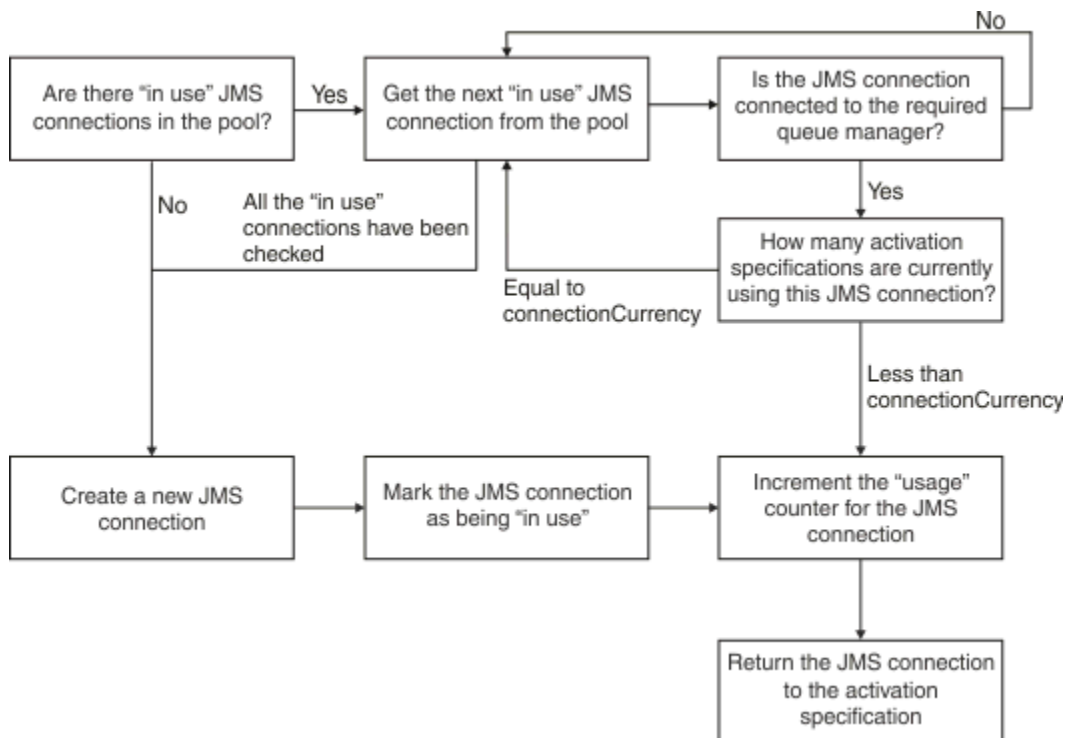 No
Are there “in use” JMS
connections in the pool?
Yes
Get the next “in use” JMS
connection from the pool
Is the JMS connection
connected to the required
queue manager?
No
All the “in use”
connections have been
checked
Yes
How many activation
specifications are currently
using this JMS connection?
Equal to
connectionCurrency
Less than
connectionCurrency
Create a new JMS
connection
Mark the JMS connection
as being “in use”
Increment the “usage”
counter for the JMS
connection
Return the JMS connection
to the activation
specification